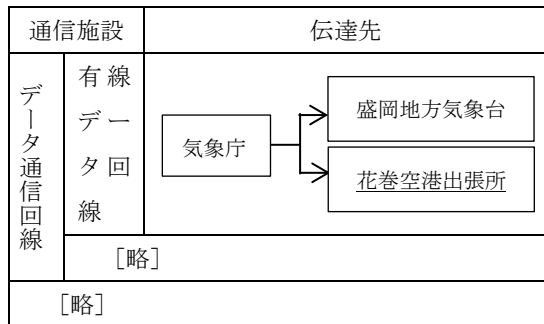 通信施設
伝達先
データ通信回線
有線データ回線
気象庁
盛岡地方気象台
花巻空港出張所
［略］
［略］